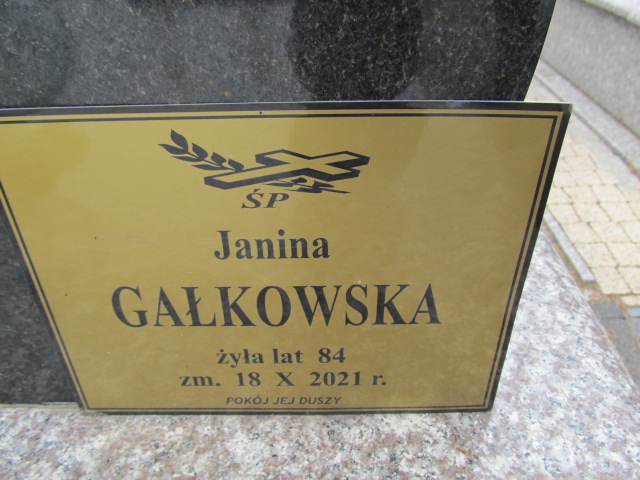 ŚP
Janina
GAŁKOWSKA
żyła lat 84
zm. 18 X 2021 r.
POKÓJ JEJ DUSZY